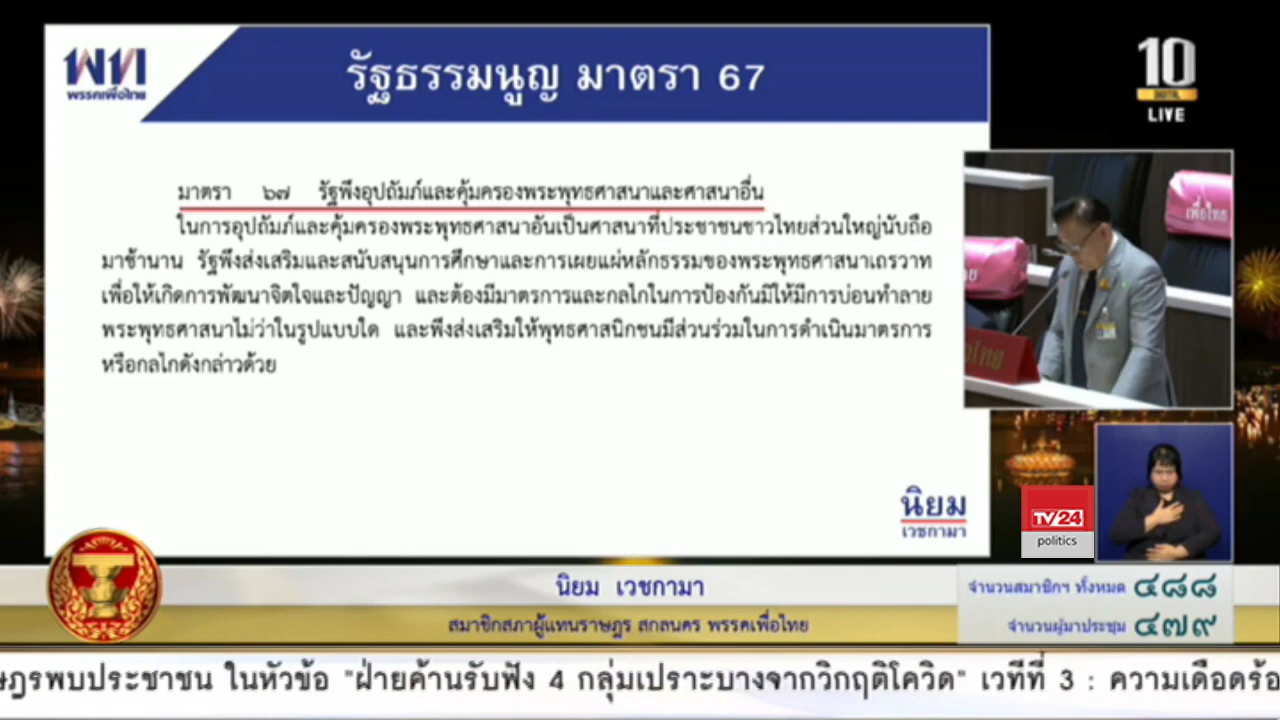 พท
พรรคเพื่อไทย
รัฐธรรมนูญ มาตรา 67
10
DIGITAL
LIVE
มาตรา ๖๗ รัฐพึงอุปถัมภ์และคุ้มครองพระพุทธศาสนาและศาสนาอื่น
ในการอุปถัมภ์และคุ้มครองพระพุทธศาสนาอันเป็นศาสนาที่ประชาชนชาวไทยส่วนใหญ่นับถือ
มาช้านาน รัฐพึงส่งเสริมและสนับสนุนการศึกษาและการเผยแผ่หลักธรรมของพระพุทธศาสนาเถรวาท
เพื่อให้เกิดการพัฒนาจิตใจและปัญญา และต้องมีมาตรการและกลไกในการป้องกันมิให้มีการบ่อนทำลาย
พระพุทธศาสนาไม่ว่าในรูปแบบใด และพึงส่งเสริมให้พุทธศาสนิกชนมีส่วนร่วมในการดำเนินมาตรการ
หรือกลไกดังกล่าวด้วย
เพื่อไทย
นิยม
เวชกามา
TV24
politics
นิยม เวชกามา
สมาชิกสภาผู้แทนราษฎร สกลนคร พรรคเพื่อไทย
จำนวนสมาชิกฯ ทั้งหมด ๔๘๘
จำนวนผู้มาประชุม ๔๗๙
ษฎรพบประชาชน ในหัวข้อ "ฝ่ายค้านรับฟัง 4 กลุ่มเปราะบางจากวิกฤติโควิด" เวทีที่ 3 : ความเดือดร้อ